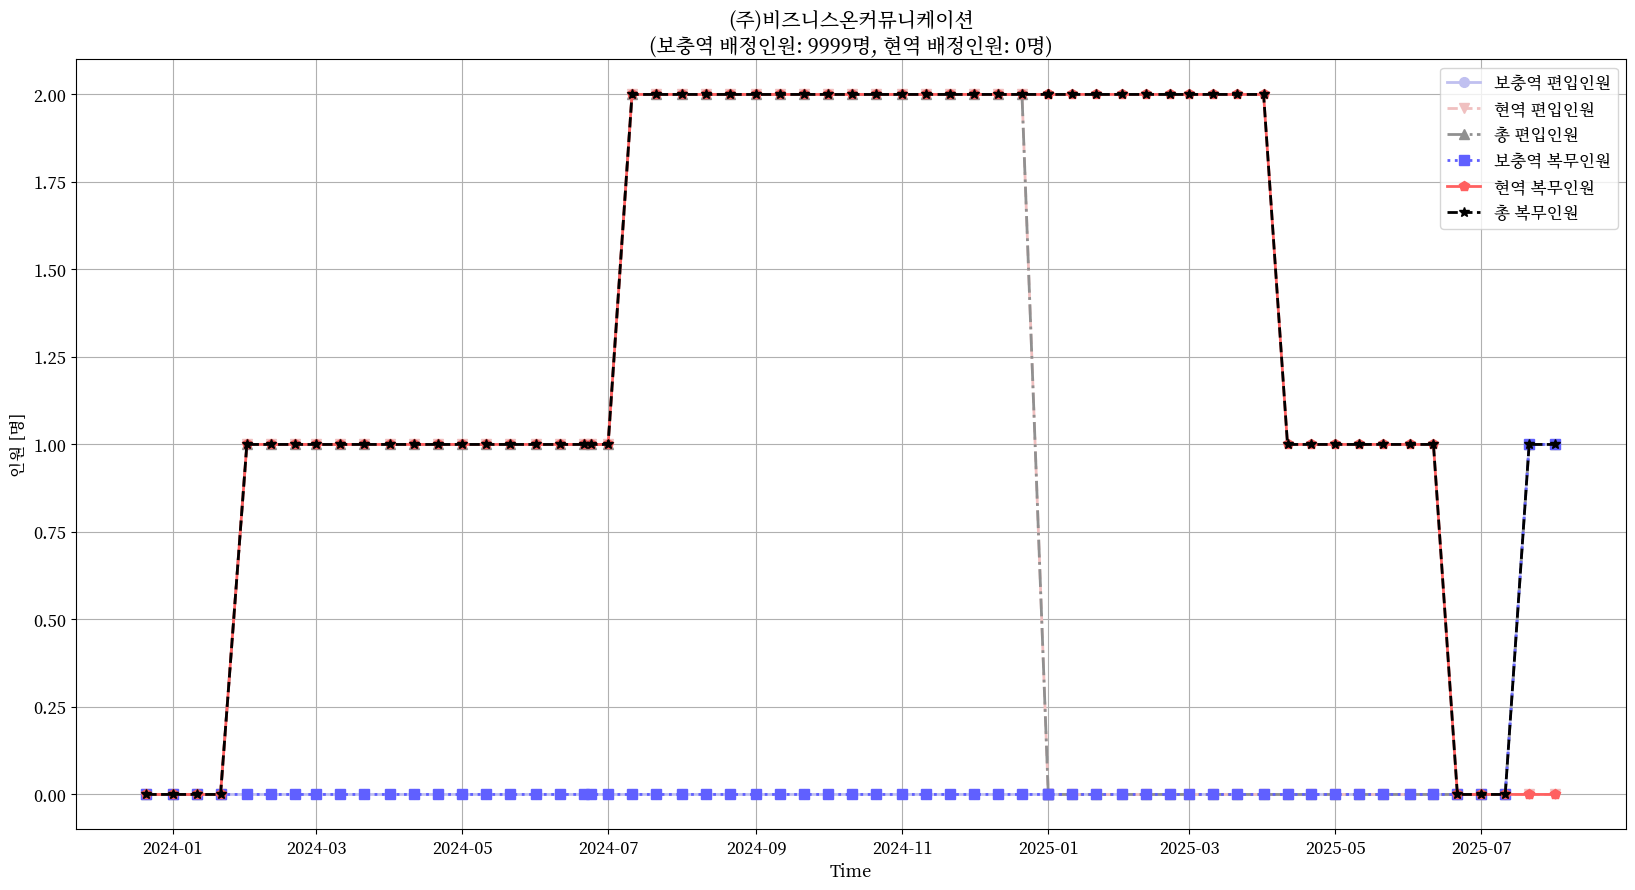 (주)비즈니스온커뮤니케이션
(보충역 배정인원: 9999명, 현역 배정인원: 0명)
보충역 편입인원
현역 편입인원
총 편입인원
보충역 복무인원
현역 복무인원
총 복무인원
인원 [명]
2.00
1.75
1.50
1.25
1.00
0.75
0.50
0.25
0.00
2024-01
2024-03
2024-05
2024-07
2024-09
2024-11
2025-01
2025-03
2025-05
2025-07
Time